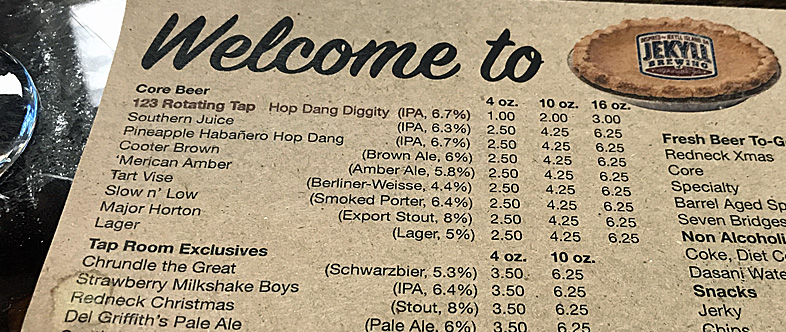 Welcome to
INSPIRED BY JEKYLL ISLAND, GA
JEKYLL
BREWING
Core Beer 4 oz. 10 oz. 16 oz.
123 Rotating Tap Hop Dang Diggity (IPA, 6.7%) 1.00 2.00 3.00
Southern Juice (IPA, 6.3%) 2.50 4.25 6.25
Pineapple Habañero Hop Dang (IPA, 6.7%) 2.50 4.25 6.25
Cooter Brown (Brown Ale, 6%) 2.50 4.25 6.25
'Merican Amber (Amber Ale, 5.8%) 2.50 4.25 6.25
Tart Vise (Berliner-Weisse, 4.4%) 2.50 4.25 6.25
Slow n' Low (Smoked Porter, 6.4%) 2.50 4.25 6.25
Major Horton (Export Stout, 8%) 2.50 4.25 6.25
Lager (Lager, 5%) 2.50 4.25 6.25
Tap Room Exclusives 4 oz. 10 oz.
Chrundle the Great (Schwarzbier, 5.3%) 3.50 6.25
Strawberry Milkshake Boys (IPA, 6.4%) 3.50 6.25
Redneck Christmas (Stout, 8%) 3.50 6.25
Del Griffith's Pale Ale (Pale Ale, 6%) 3.50 6.25
Fresh Beer To-G
Redneck Xmas
Core
Specialty
Barrel Aged Sp
Seven Bridges
Non Alcoholi
Coke, Diet C
Dasani Wate
Snacks
Jerky
Chips